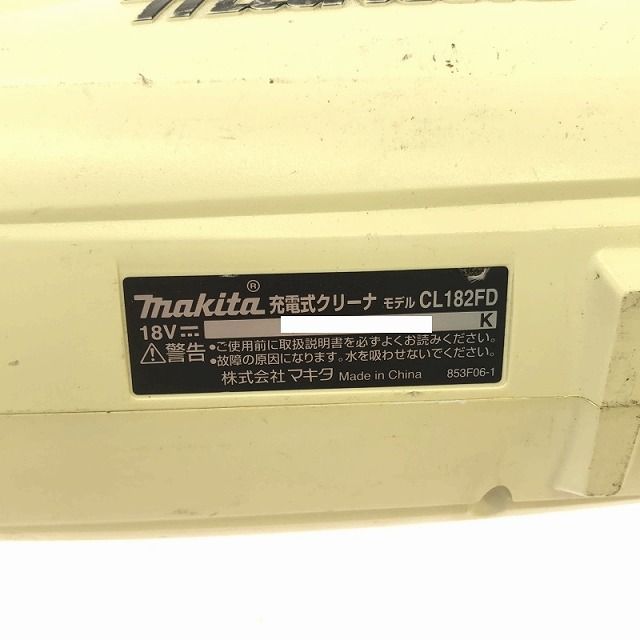 makita® 充電式クリーナ モデル CL182FD
18V⎓ K
⚠警告 •ご使用前に取扱説明書を必ずよくお読みください。
•故障の原因になります。水を吸わせないでください。
株式会社 マキタ Made in China 853F06-1